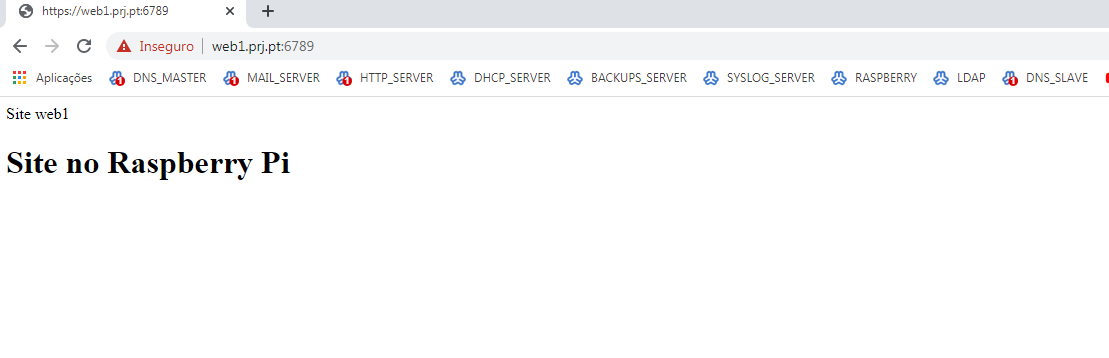 https://web1.prj.pt:6789
Inseguro web1.prj.pt:6789
Aplicações DNS_MASTER MAIL_SERVER HTTP_SERVER DHCP_SERVER BACKUPS_SERVER SYSLOG_SERVER RASPBERRY LDAP DNS_SLAVE
Site web1
Site no Raspberry Pi